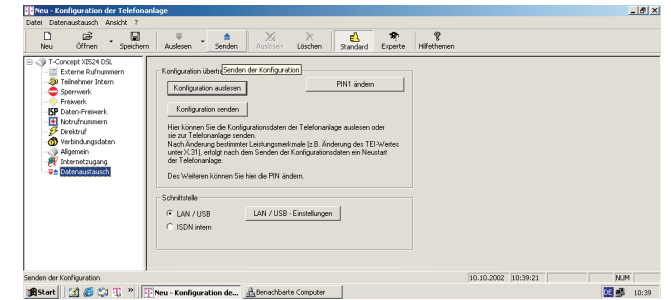 Neu - Konfiguration der Telefonanlage
Datei Datenaustausch Ansicht ?
Neu Öffnen Speichern Auslesen Senden Auslösen Löschen Standard Experte Hilfethemen
T-Concept XI524 DSL
Externe Rufnummern
Teilnehmer Intern
Sperrwerk
Freiwerk
ISP Daten-Freiwerk
Notrufnummern
Direktruf
Verbindungsdaten
Allgemein
Internetzugang
Datenaustausch
Konfiguration übertra
Senden der Konfiguration
Konfiguration auslesen
PIN1 ändern
Konfiguration senden
Hier können Sie die Konfigurationsdaten der Telefonanlage auslesen oder
sie zur Telefonanlage senden.
Nach Änderung bestimmter Leistungsmerkmale (z.B. Änderung des TEI-Wertes
unter X.31), erfolgt nach dem Senden der Konfigurationsdaten ein Neustart
der Telefonanlage.
Des Weiteren können Sie hier die PIN ändern.
Schnittstelle
LAN / USB
LAN / USB - Einstellungen
ISDN intern
Senden der Konfiguration
10.10.2002 10:39:21 NUM
Start » Neu - Konfiguration de... Benachbarte Computer DE 10:39